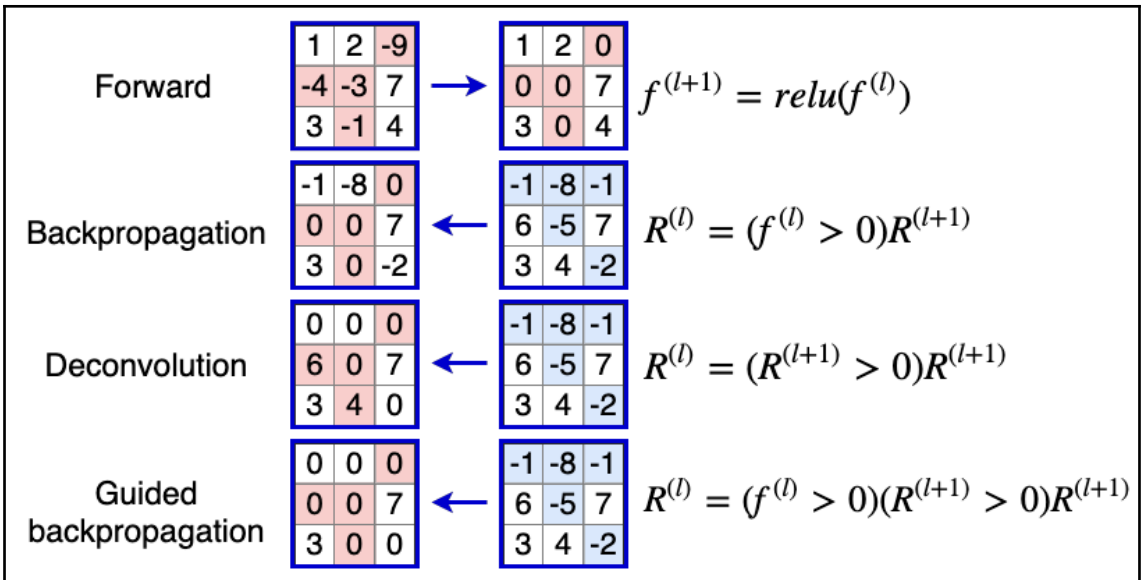 Forward
1 2 -9
-4 -3 7
3 -1 4
1 2 0
0 0 7
3 0 4
f^{(l+1)} = relu(f^{(l)})
Backpropagation
-1 -8 0
0 0 7
3 0 -2
-1 -8 -1
6 -5 7
3 4 -2
R^{(l)} = (f^{(l)} > 0)R^{(l+1)}
Deconvolution
0 0 0
6 0 7
3 4 0
-1 -8 -1
6 -5 7
3 4 -2
R^{(l)} = (R^{(l+1)} > 0)R^{(l+1)}
Guided
backpropagation
0 0 0
0 0 7
3 0 0
-1 -8 -1
6 -5 7
3 4 -2
R^{(l)} = (f^{(l)} > 0)(R^{(l+1)} > 0)R^{(l+1)}